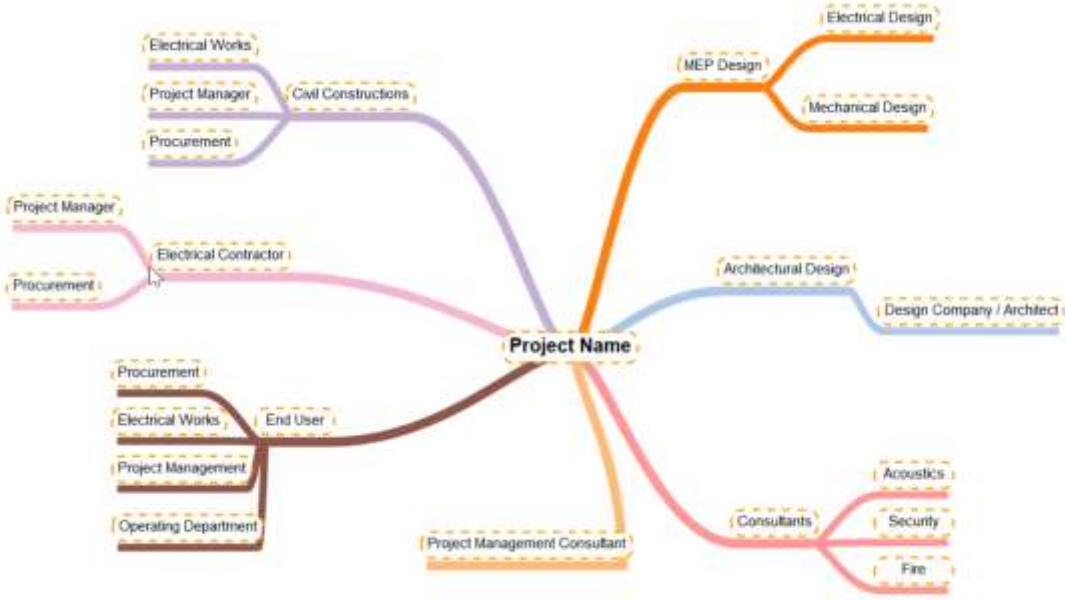 Electrical Design
MEP Design
Mechanical Design
Electrical Works
Project Manager
Civil Constructions
Procurement
Project Manager
Electrical Contractor
Procurement
Architectural Design
Design Company / Architect
Project Name
Procurement
Electrical Works
End User
Project Management
Operating Department
Project Management Consultant
Consultants
Acoustics
Security
Fire